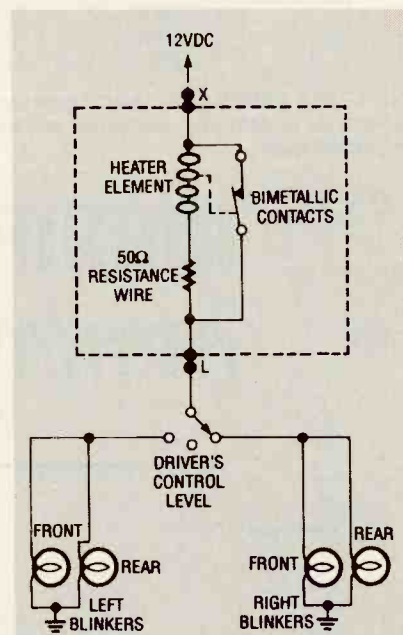 12VDC
X
HEATER
ELEMENT
BIMETALLIC
CONTACTS
50Ω
RESISTANCE
WIRE
L
DRIVER'S
CONTROL
LEVEL
FRONT
REAR
LEFT
BLINKERS
FRONT
REAR
RIGHT
BLINKERS